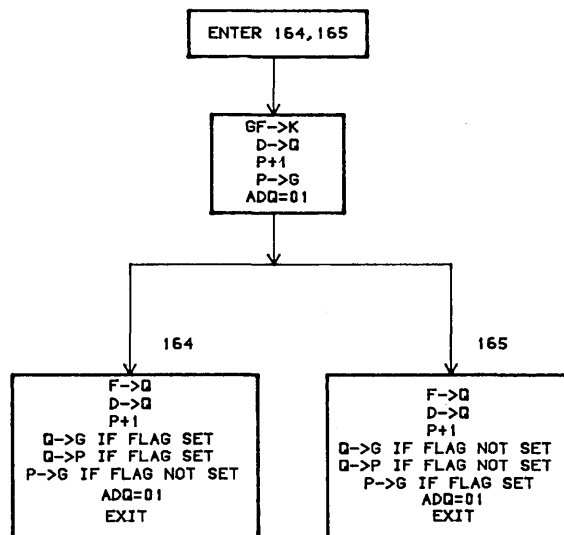 ENTER 164,165
GF->K
D->Q
P+1
P->G
ADQ=01
164
165
F->Q
D->Q
P+1
Q->G IF FLAG SET
Q->P IF FLAG SET
P->G IF FLAG NOT SET
ADQ=01
EXIT
F->Q
D->Q
P+1
Q->G IF FLAG NOT SET
Q->P IF FLAG NOT SET
P->G IF FLAG SET
ADQ=01
EXIT